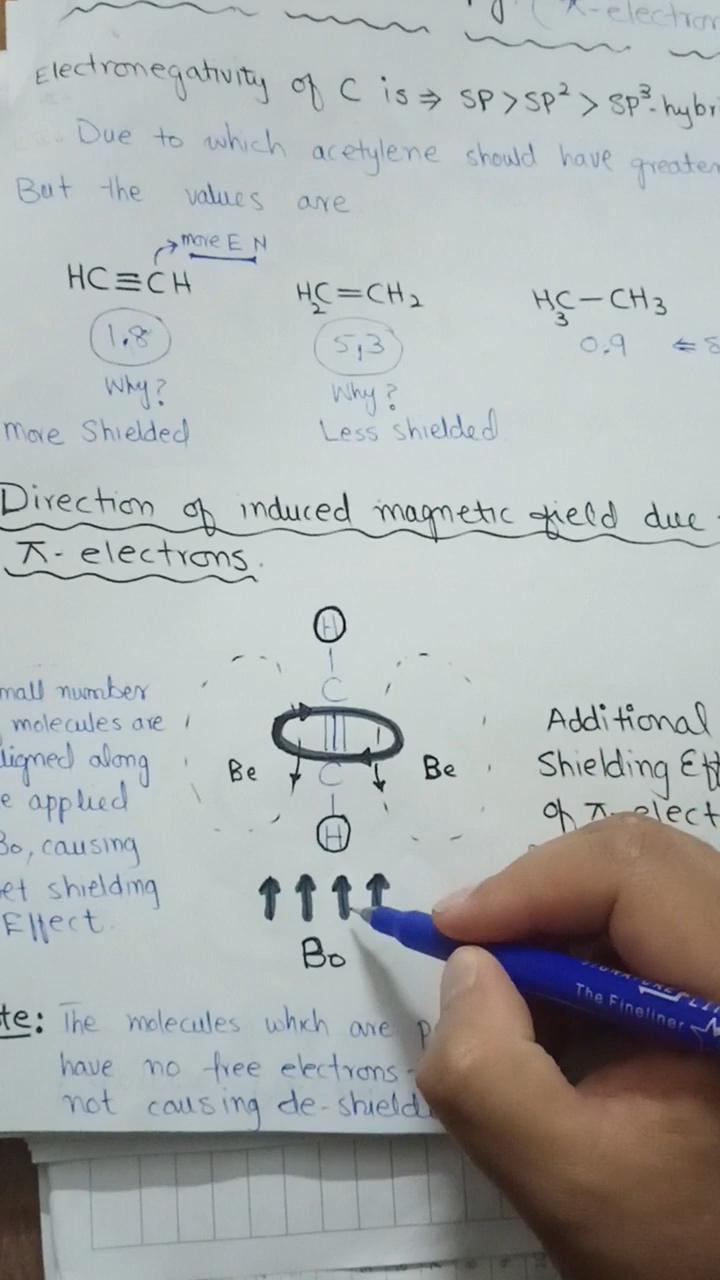 (π-electron
Electronegativity of C is ⇒ SP > SP² > SP³-hybr
Due to which acetylene should have greater
But the values are
more E N
HC≡CH
H₂C=CH₂
H₃C-CH₃
1.8
5,3
0.9
Why?
Why?
more Shielded
Less shielded
Direction of induced magnetic field due
π-electrons.
H
C
C
H
Be
Be
mall number
molecules are
ligned along
e applied
Bo, causing
et shielding
Effect.
Additional
Shielding Eff
of π-elect
Bo
te: The molecules which are p
have no free electrons-
not causing de-shield
The Fineliner